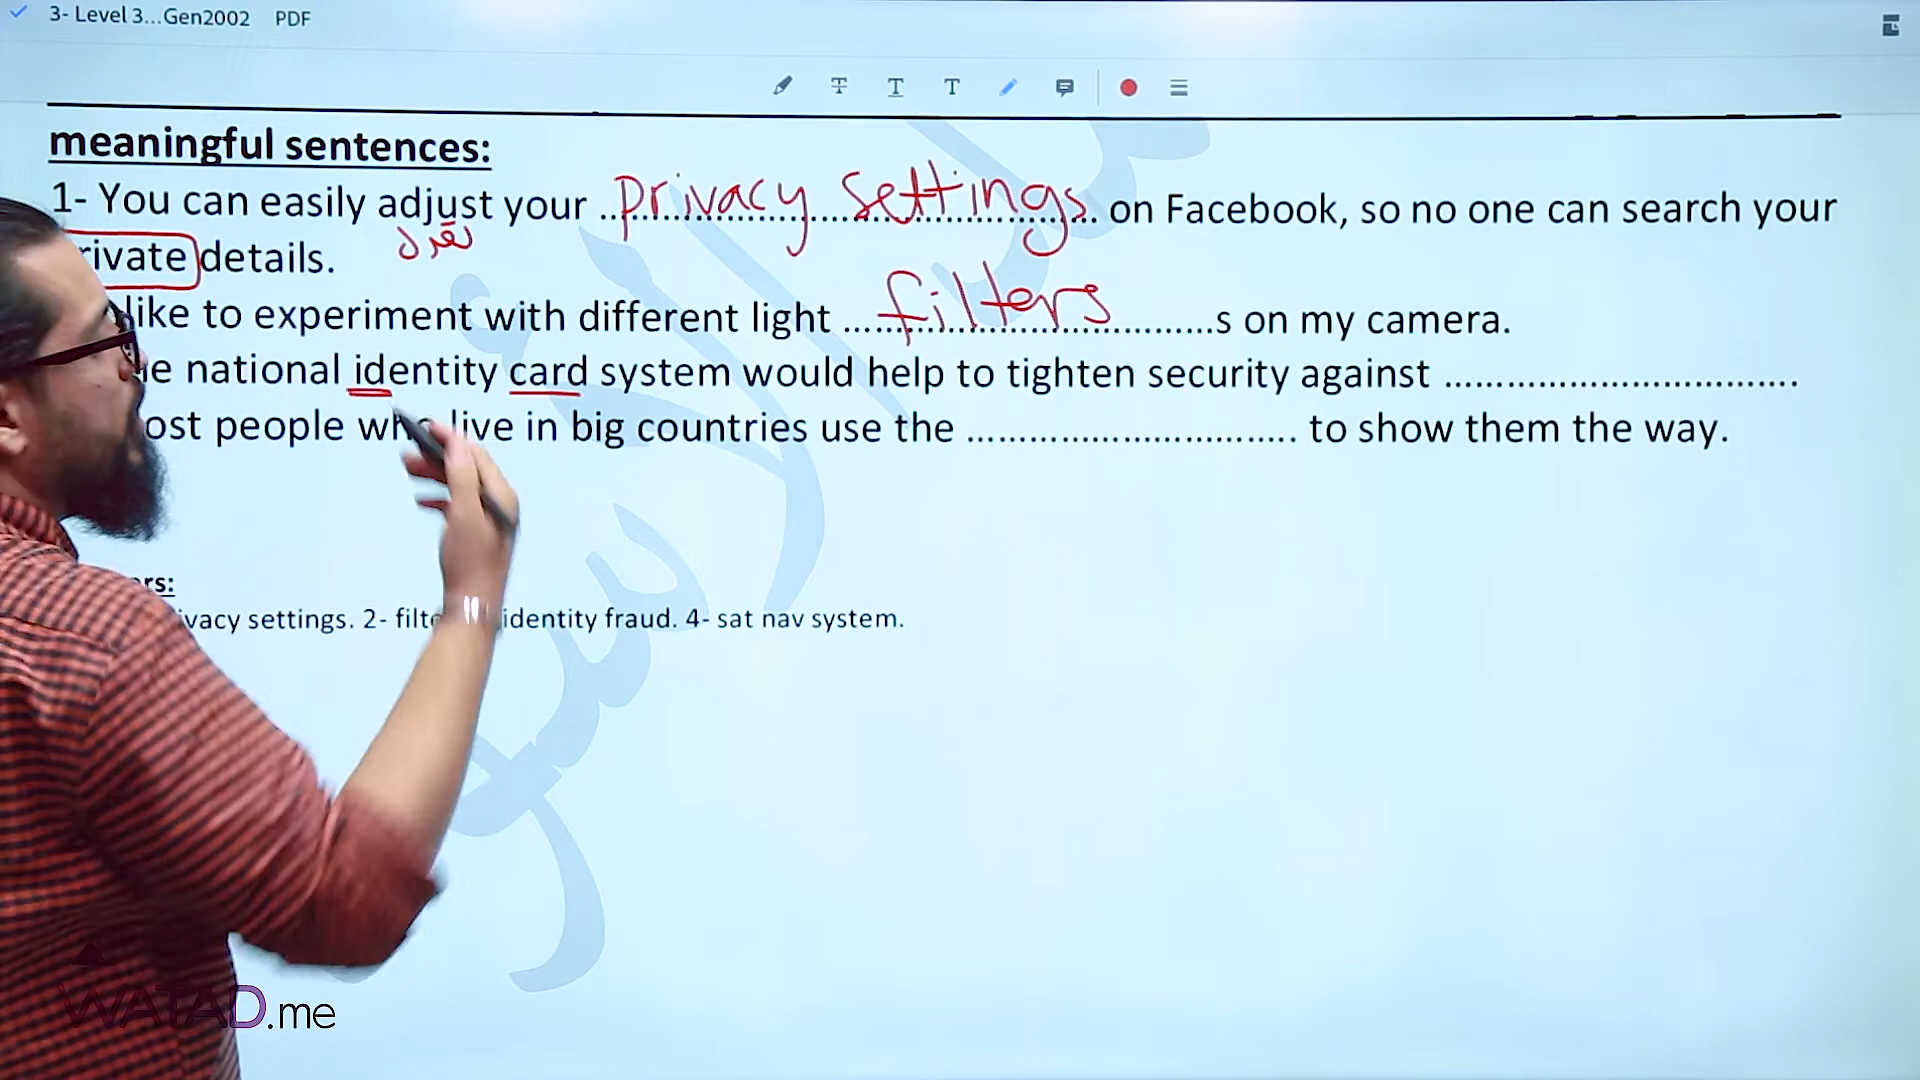 3- Level 3...Gen2002 PDF
T T T
meaningful sentences:
1- You can easily adjust your ..privacy settings.. on Facebook, so no one can search your
rivate details.
نعدل
like to experiment with different light ...filters...s on my camera.
e national identity card system would help to tighten security against ......................................
ost people who live in big countries use the .................................. to show them the way.
rs:
ivacy settings. 2- filte identity fraud. 4- sat nav system.
WATAD.me